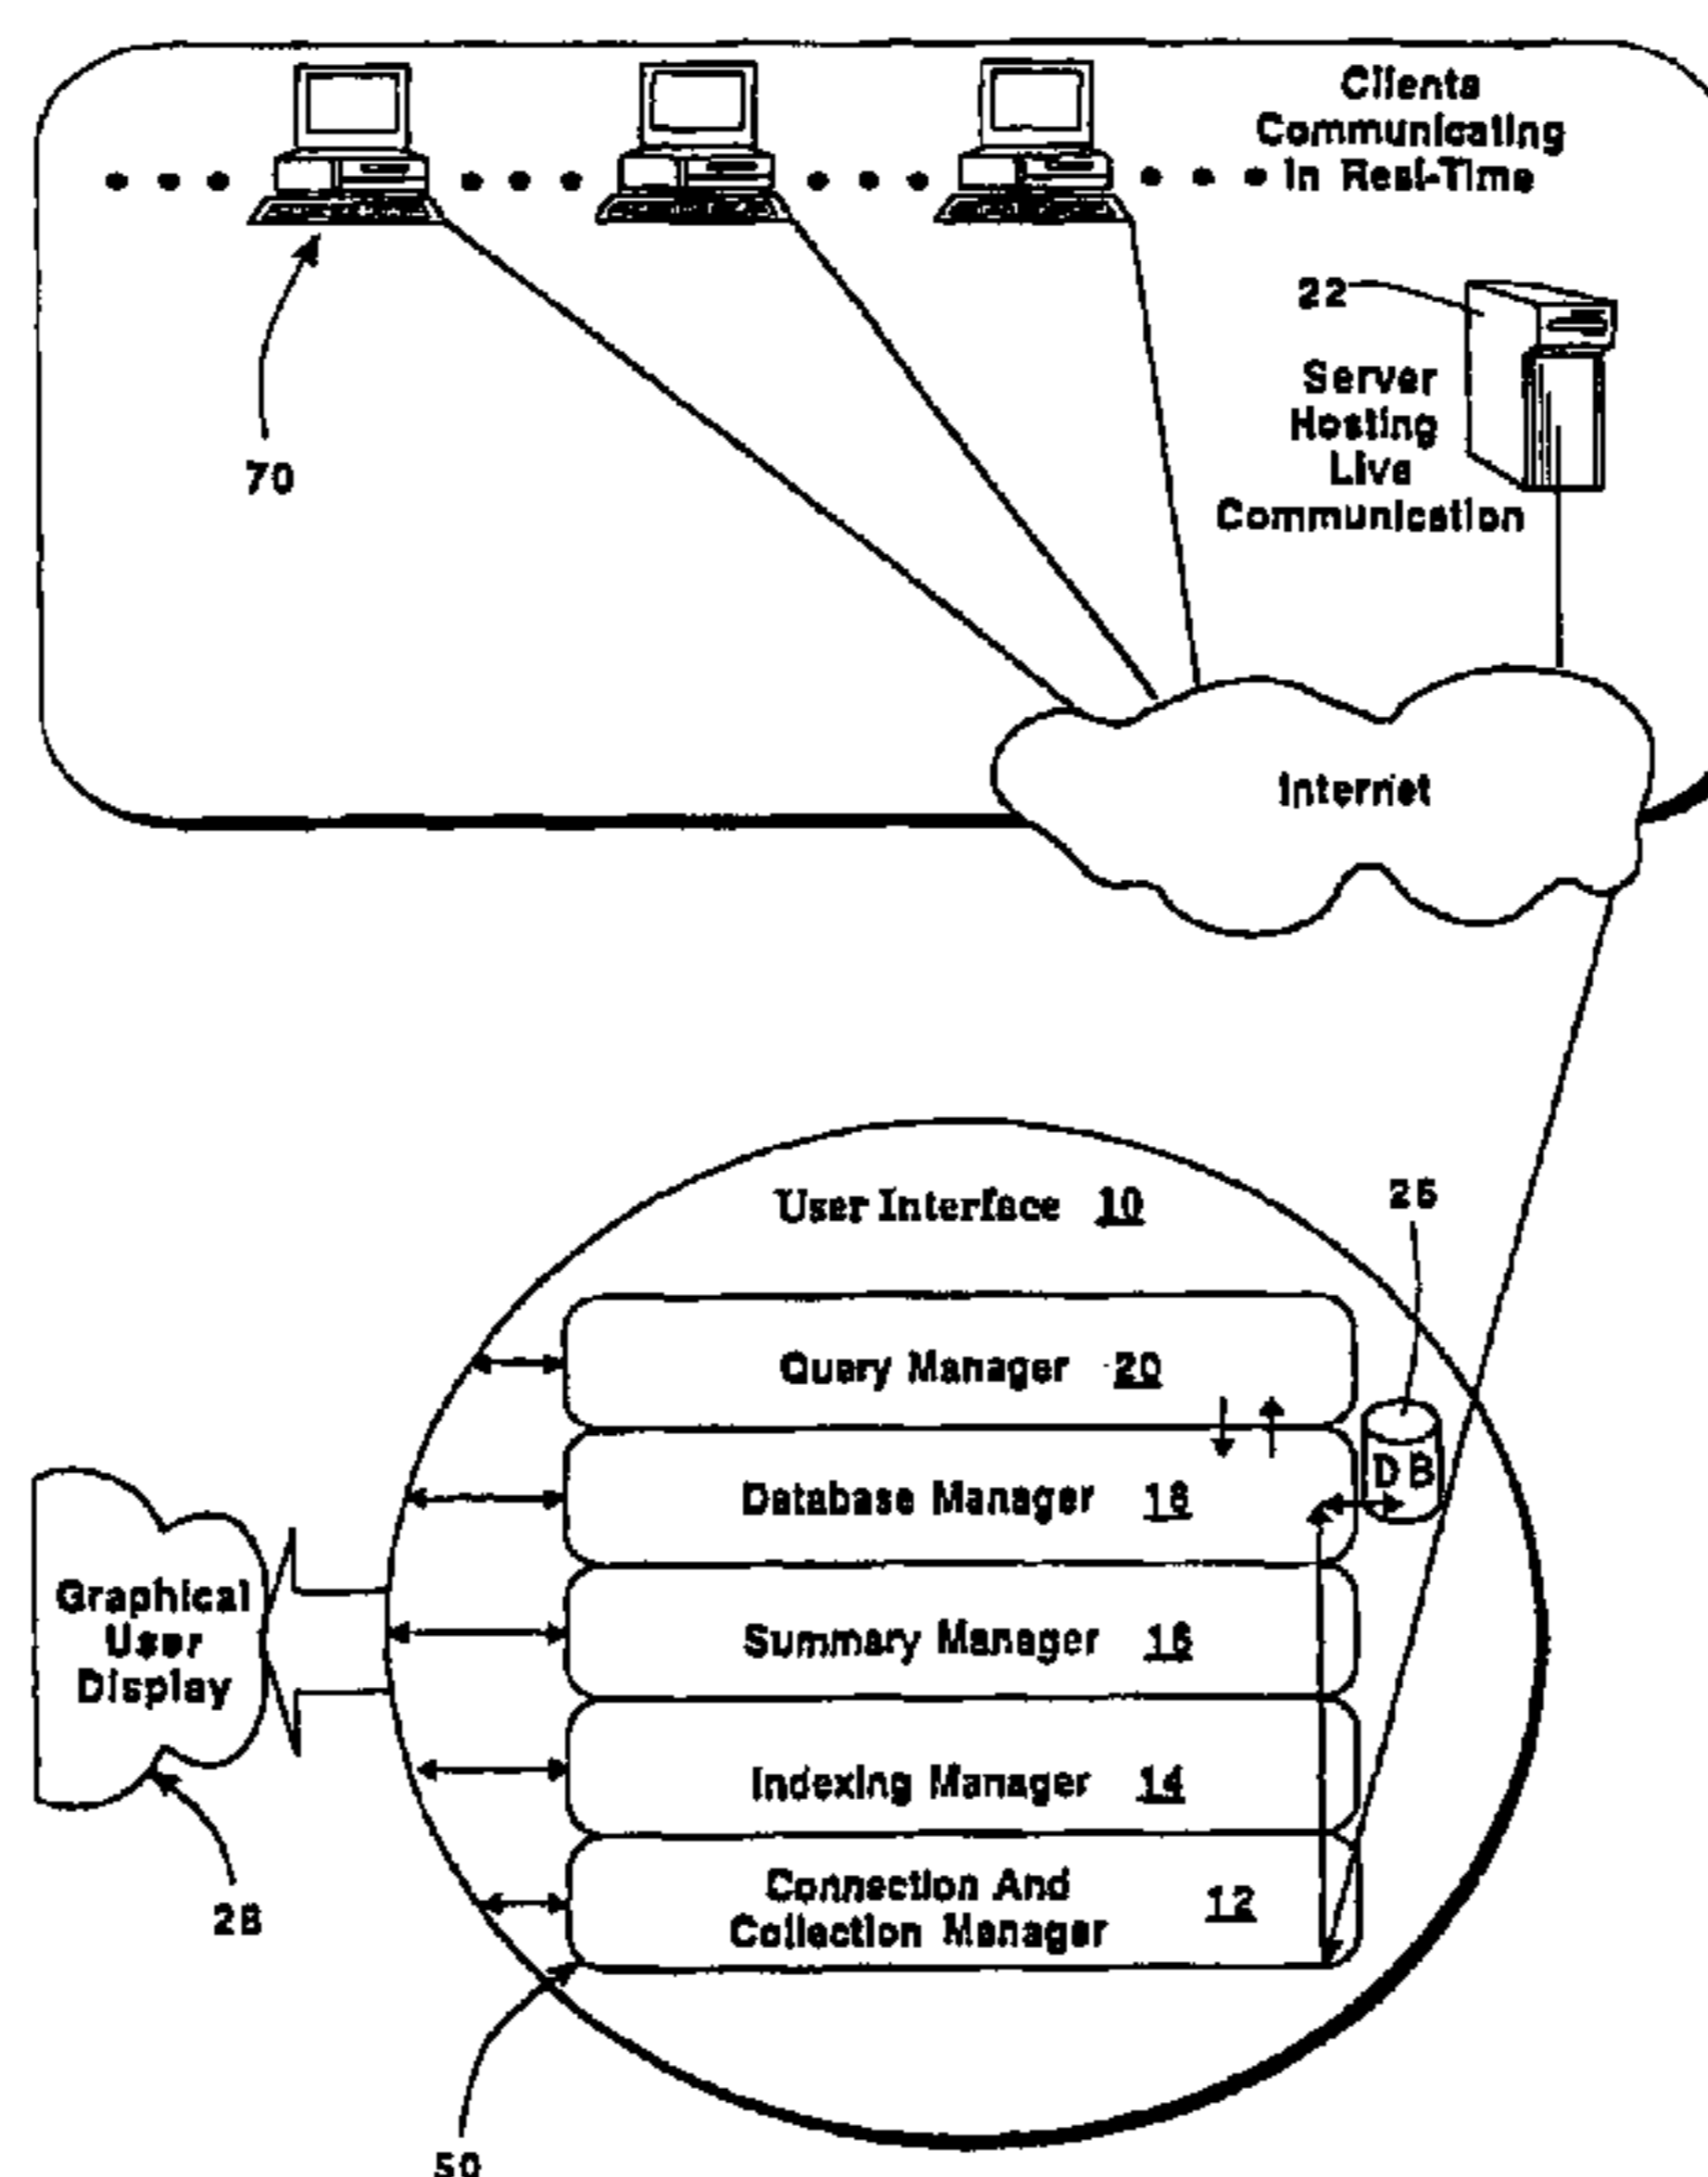 Clients
Communicating
In Real-Time
22
Server
Hosting
Live
Communication
70
Internet
User Interface 10
25
Query Manager 20
DB
Database Manager 18
Graphical
User
Display
Summary Manager 16
Indexing Manager 14
Connection And
Collection Manager 12
28
50